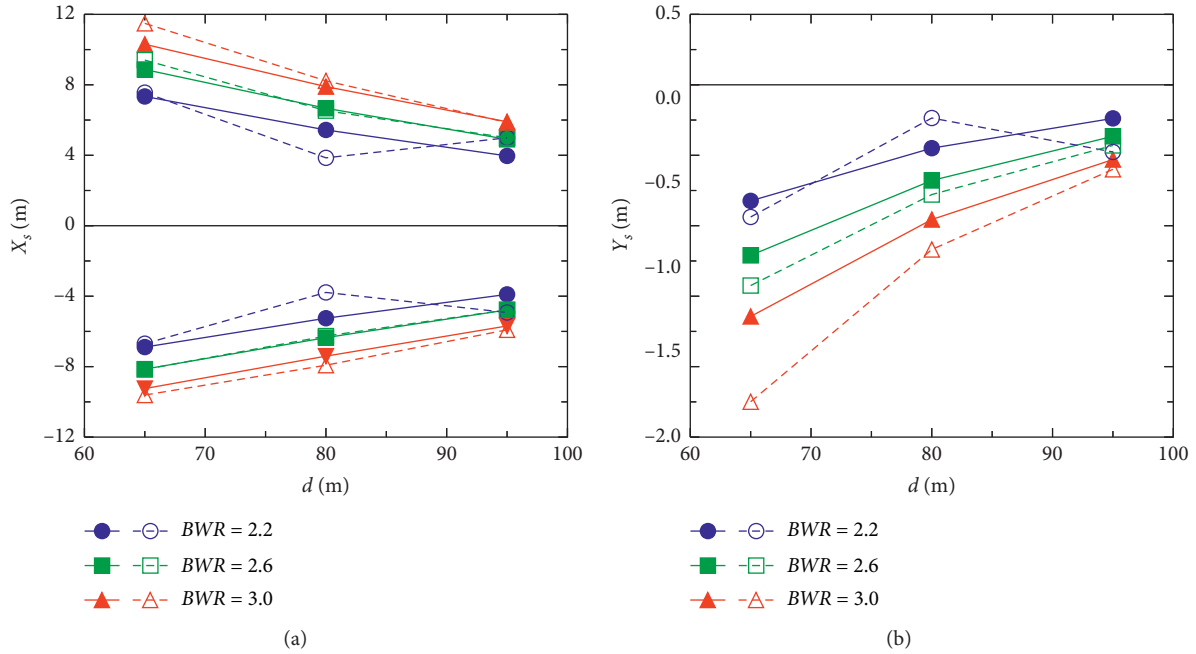 12
8
4
0
–4
–8
–12
X_s (m)
60
70
80
90
100
d (m)
BWR = 2.2
BWR = 2.6
BWR = 3.0
(a)
0.5
0.0
–0.5
–1.0
–1.5
–2.0
Y_s (m)
60
70
80
90
100
d (m)
BWR = 2.2
BWR = 2.6
BWR = 3.0
(b)